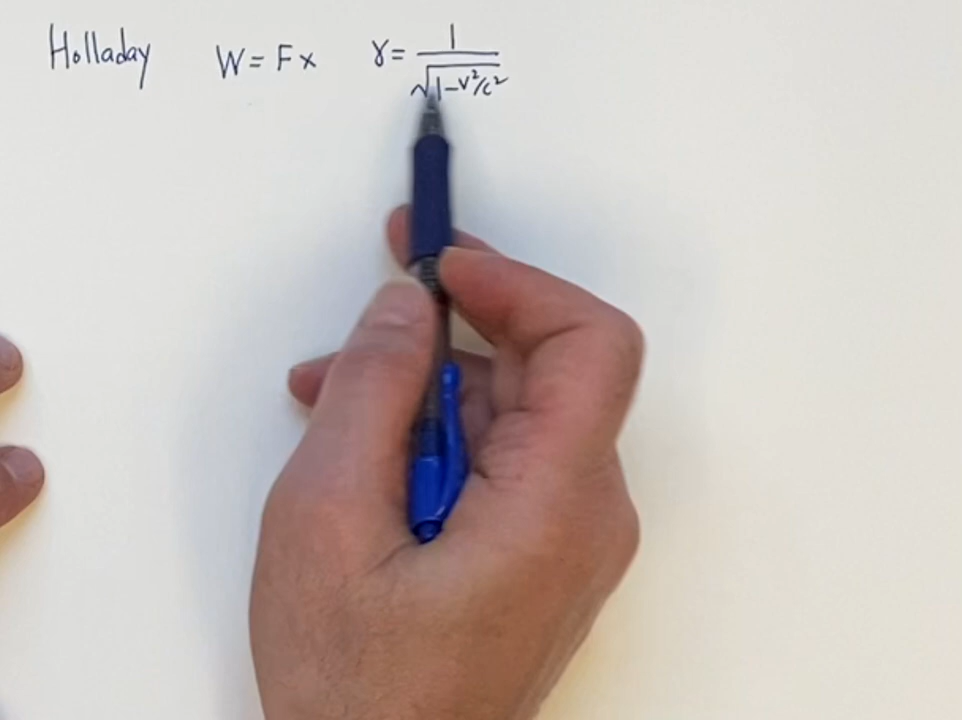 Holladay W = Fx γ = 1/√(1-v²/c²)